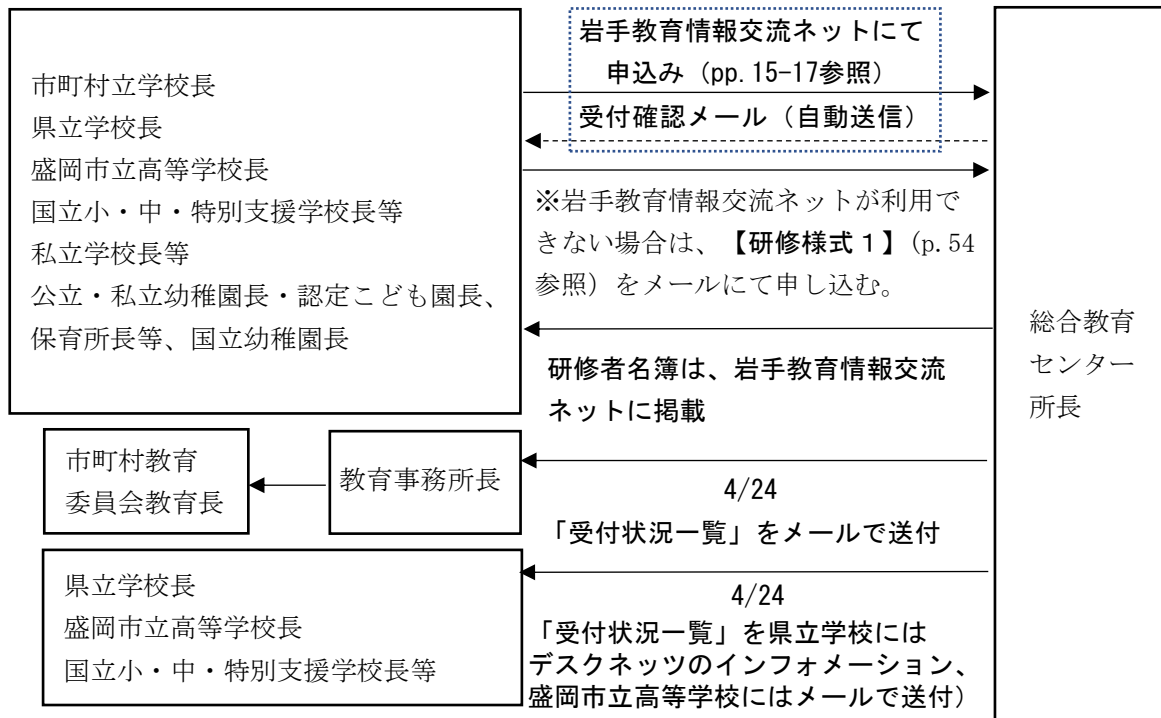 市町村立学校長
県立学校長
盛岡市立高等学校長
国立小・中・特別支援学校長等
私立学校長等
公立・私立幼稚園長・認定こども園長、
保育所長等、国立幼稚園長
岩手教育情報交流ネットにて
申込み（pp.15-17参照）
受付確認メール（自動送信）
※岩手教育情報交流ネットが利用で
きない場合は、【研修様式１】(p.54
参照）をメールにて申し込む。
研修者名簿は、岩手教育情報交流
ネットに掲載
総合教育
センター
所長
市町村教育
委員会教育長
教育事務所長
4/24
「受付状況一覧」をメールで送付
県立学校長
盛岡市立高等学校長
国立小・中・特別支援学校長等
4/24
「受付状況一覧」を県立学校には
デスクネッツのインフォメーション、
盛岡市立高等学校にはメールで送付）